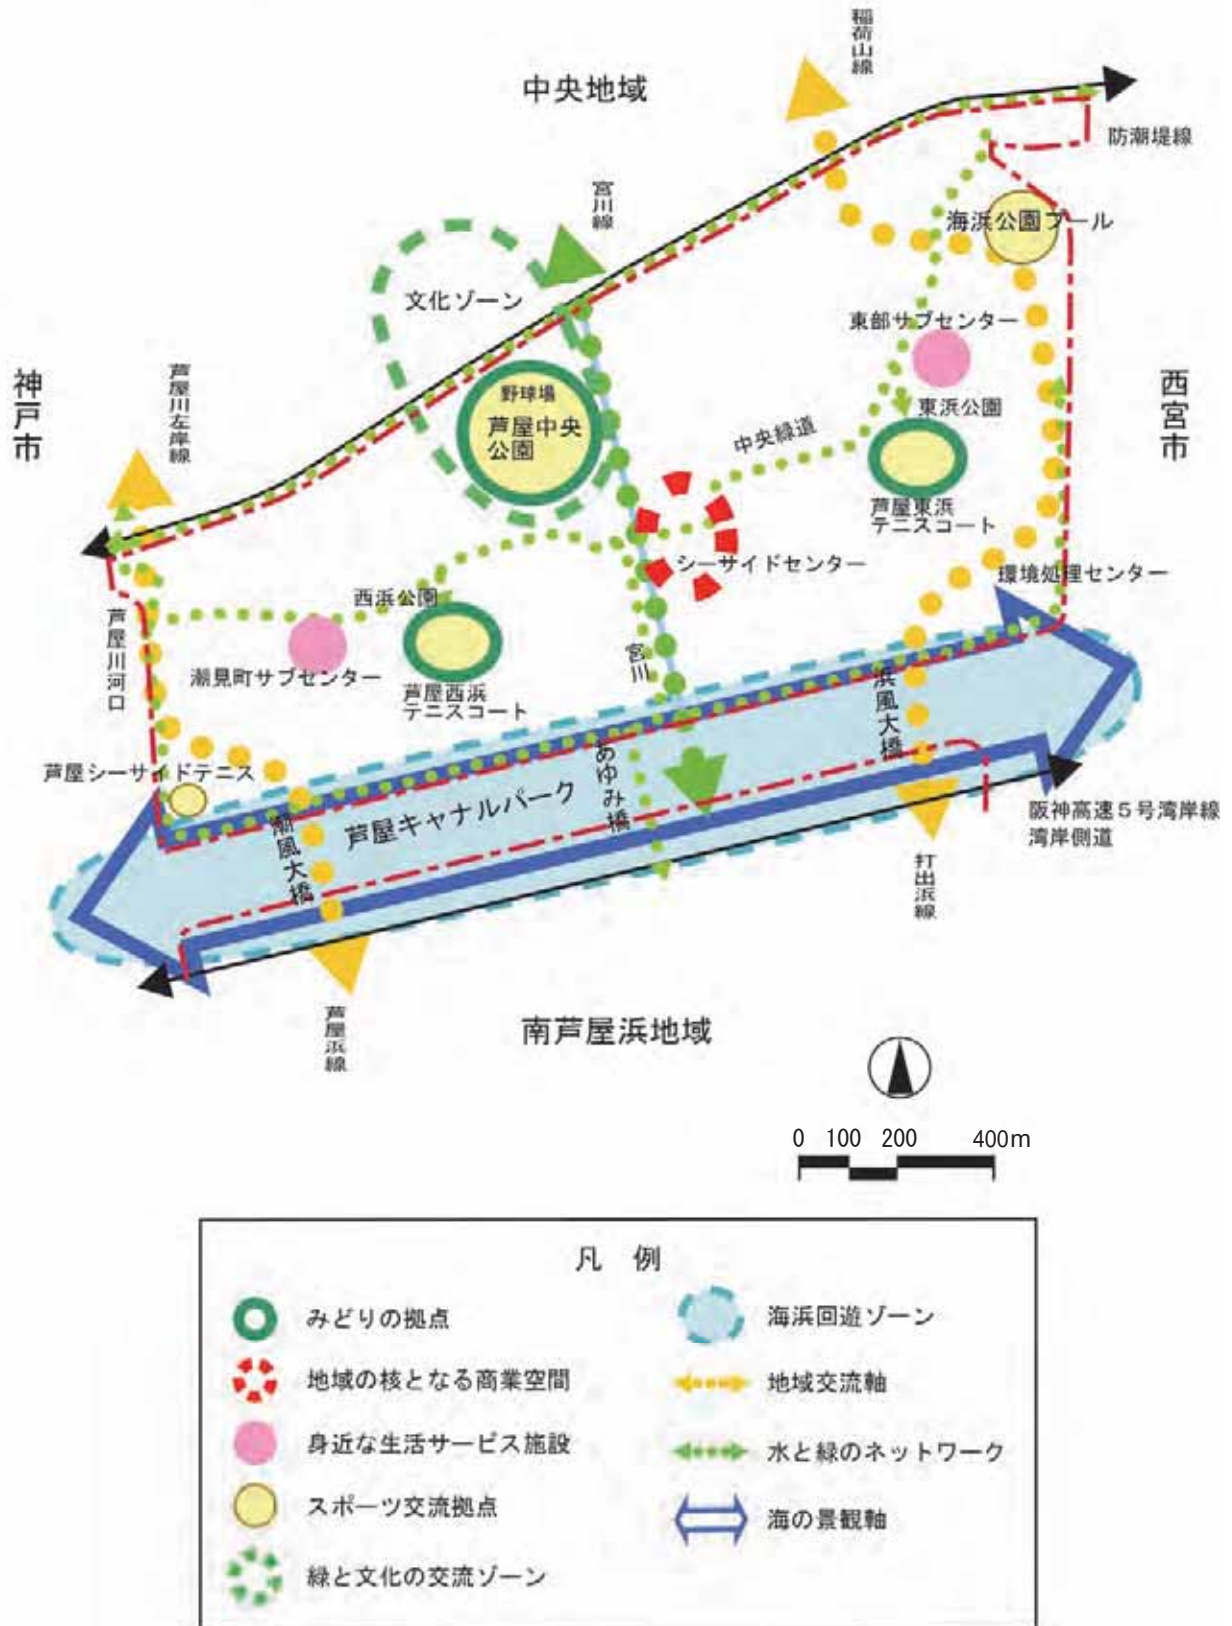 稲荷山線
中央地域
防潮堤線
宮川線
海浜公園プール
文化ゾーン
東部サブセンター
神戸市
芦屋川左岸線
西宮市
野球場
芦屋中央
公園
東浜公園
中央緑道
芦屋東浜
テニスコート
シーサイドセンター
環境処理センター
西浜公園
芦屋川河口
潮見町サブセンター
宮川
芦屋西浜
テニスコート
浜風大橋
芦屋シーサイドテニス
あゆみ橋
芦屋キャナルパーク
潮風大橋
阪神高速5号湾岸線
湾岸側道
打出浜線
芦屋浜線
南芦屋浜地域
0 100 200 400m
凡 例
みどりの拠点
地域の核となる商業空間
身近な生活サービス施設
スポーツ交流拠点
緑と文化の交流ゾーン
海浜回遊ゾーン
地域交流軸
水と緑のネットワーク
海の景観軸